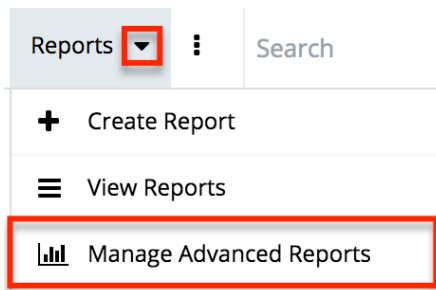 Reports
Search
Create Report
View Reports
Manage Advanced Reports